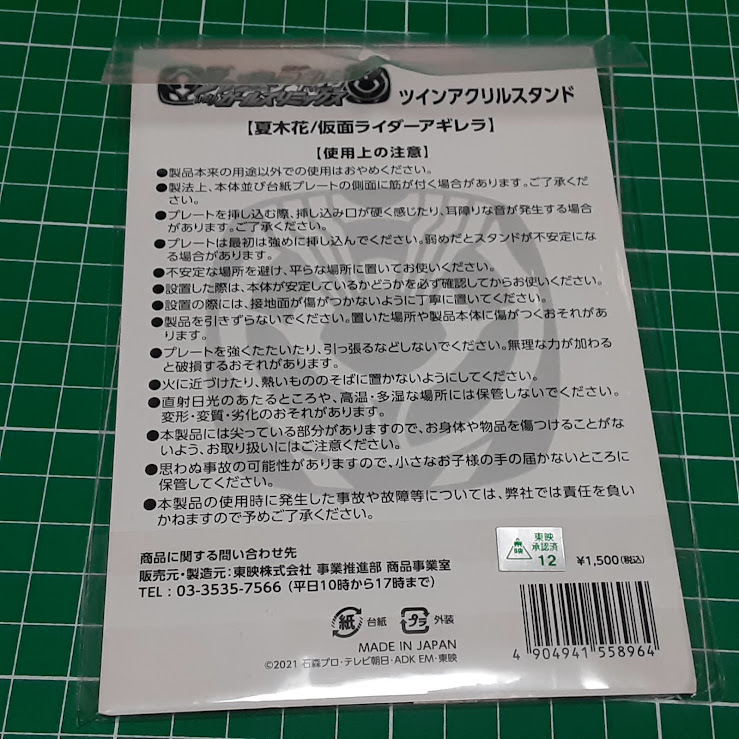 ガールズリミックス
ツインアクリルスタンド
【夏木花/仮面ライダーアギレラ】
【使用上の注意】
●製品本来の用途以外での使用はおやめください。
●製法上、本体並び台紙プレートの側面に筋が付く場合があります。ご了承くだ
さい。
●プレートを挿し込む際、挿し込み口が硬く感じたり、耳障りな音が発生する場合
があります。ご了承ください。
●プレートは最初は強めに挿し込んでください。弱めだとスタンドが不安定にな
る場合があります。
●不安定な場所を避け、平らな場所に置いてお使いください。
●設置した際は、本体が安定しているかどうかを必ず確認してからお使いください。
●設置の際には、接地面が傷がつかないように丁寧に置いてください。
●製品を引きずらないでください。置いた場所や製品本体に傷がつくおそれがあ
ります。
●プレートを強くたたいたり、引っ張るなどしないでください。無理な力が加わる
と破損するおそれがあります。
●火に近づけたり、熱いもののそばに置かないようにしてください。
●直射日光のあたるところや、高温・多湿な場所には保管しないでください。
変形・変質・劣化のおそれがあります。
●本製品には尖っている部分がありますので、お身体や物品を傷つけることがな
いよう、お取り扱いにはご注意ください。
●思わぬ事故の可能性がありますので、小さなお子様の手の届かないところに
保管してください。
●本製品の使用時に発生した事故や故障等については、弊社では責任を負い
かねますので予めご了承ください。
商品に関する問い合わせ先
販売元・製造元：東映株式会社 事業推進部 商品事業室
TEL : 03-3535-7566 (平日10時から17時まで)
東映
東映
承認済
12
¥1,500(税込)
紙 台紙
プラ 外装
MADE IN JAPAN
©2021 石森プロ・テレビ朝日・ADK EM・東映
4 904941 558964